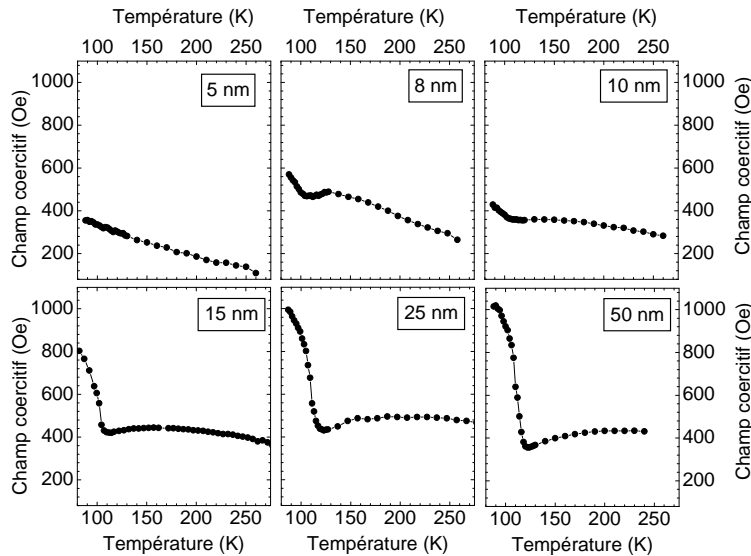 Température (K) Température (K) Température (K)
100 150 200 250 100 150 200 250 100 150 200 250
1000 1000
5 nm 8 nm 10 nm
800 800
600 600
400 400
200 200
Champ coercitif (Oe) Champ coercitif (Oe)
1000 1000
15 nm 25 nm 50 nm
800 800
600 600
400 400
200 200
Champ coercitif (Oe) Champ coercitif (Oe)
100 150 200 250 100 150 200 250 100 150 200 250
Température (K) Température (K) Température (K)